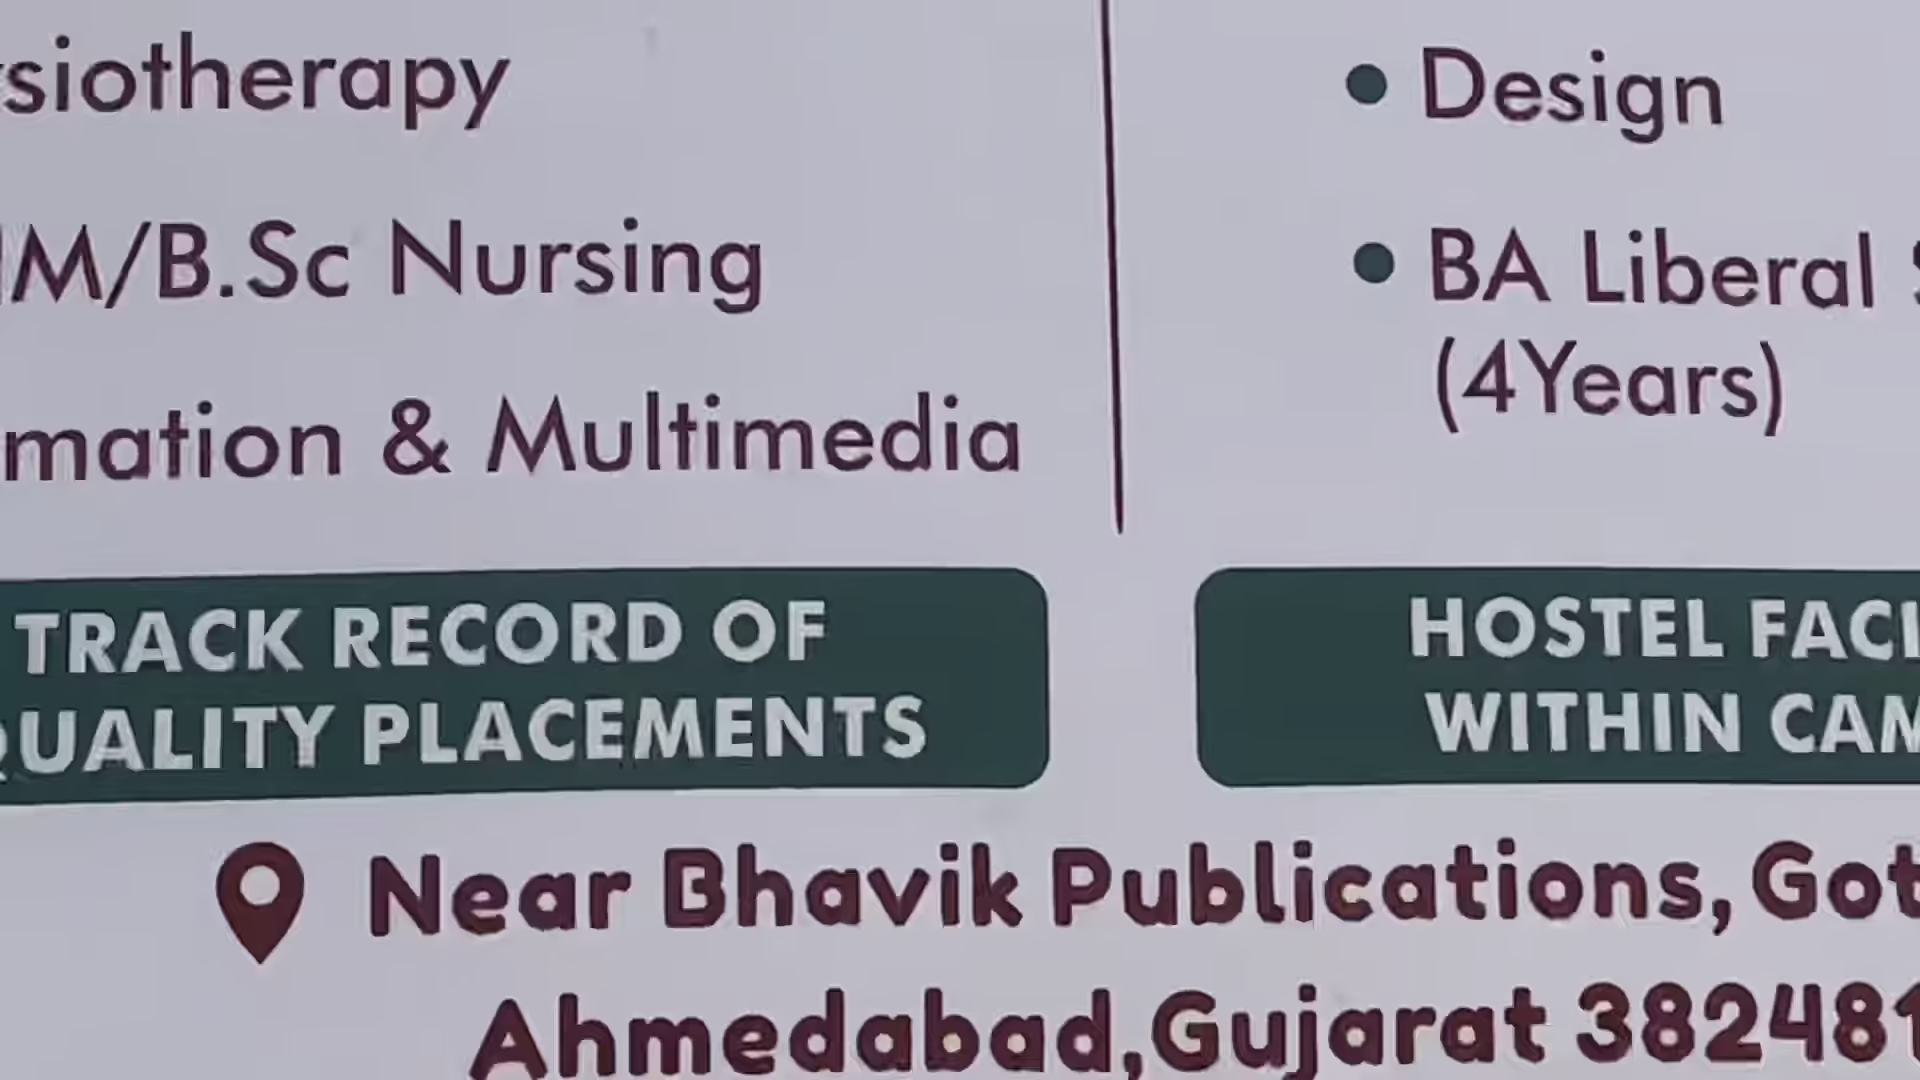 siotherapy
M/B.Sc Nursing
mation & Multimedia
• Design
• BA Liberal
(4Years)
TRACK RECORD OF
QUALITY PLACEMENTS
HOSTEL FACI
WITHIN CAM
Near Bhavik Publications, Got
Ahmedabad,Gujarat 382481